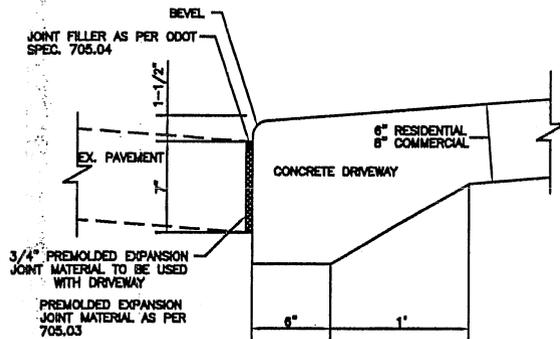 BEVEL
JOINT FILLER AS PER ODOT
SPEC. 705.04
1-1/2"
EX. PAVEMENT
7"
6" RESIDENTIAL
8" COMMERCIAL
CONCRETE DRIVEWAY
3/4" PREMOLDED EXPANSION
JOINT MATERIAL TO BE USED
WITH DRIVEWAY
PREMOLDED EXPANSION
JOINT MATERIAL AS PER
705.03
6"
1'